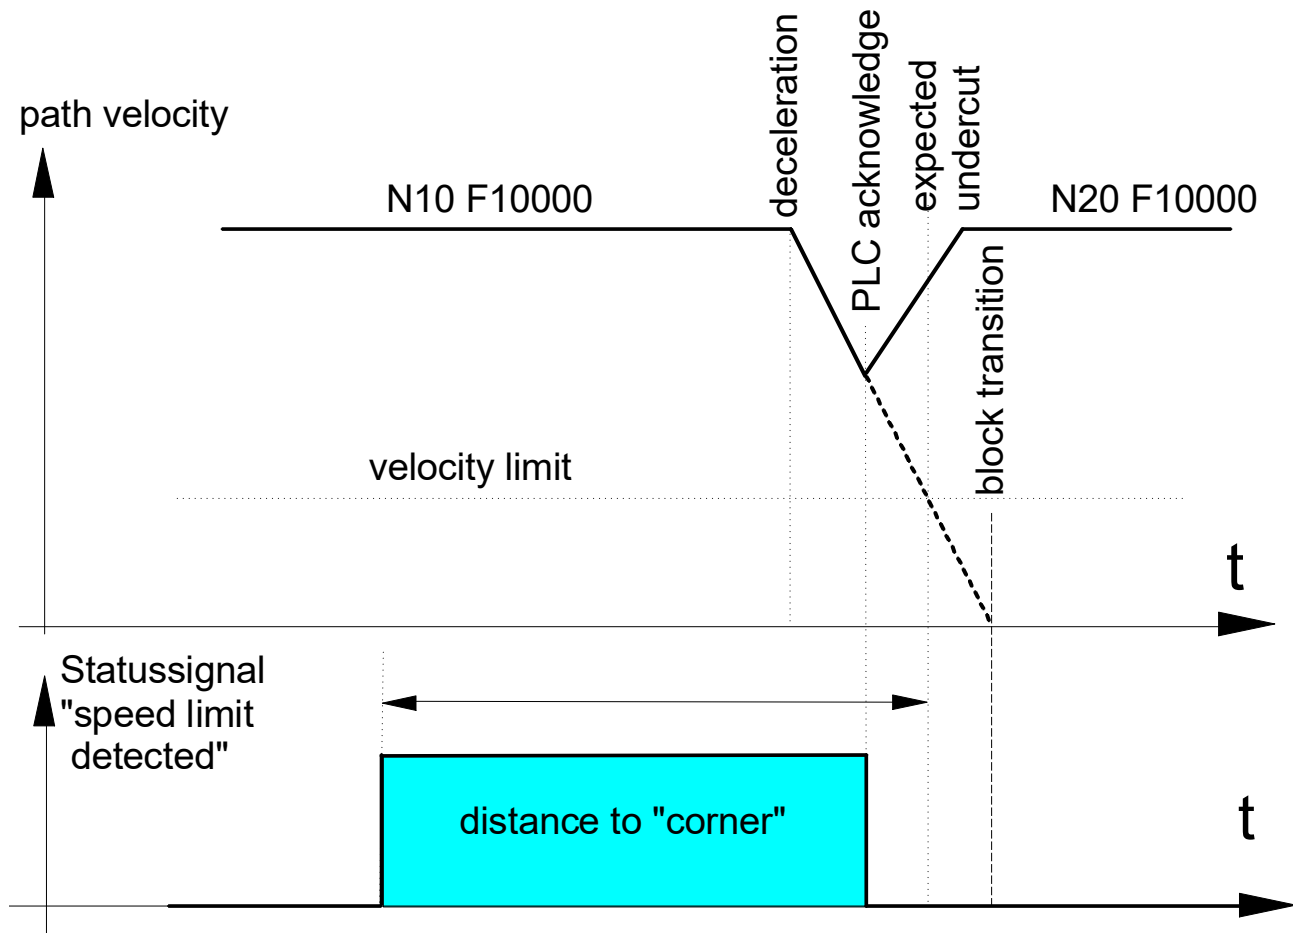 deceleration
PLC acknowledge
expected
undercut
path velocity
N10 F10000
N20 F10000
block transition
velocity limit
t
Statussignal
"speed limit
detected"
distance to "corner"
t